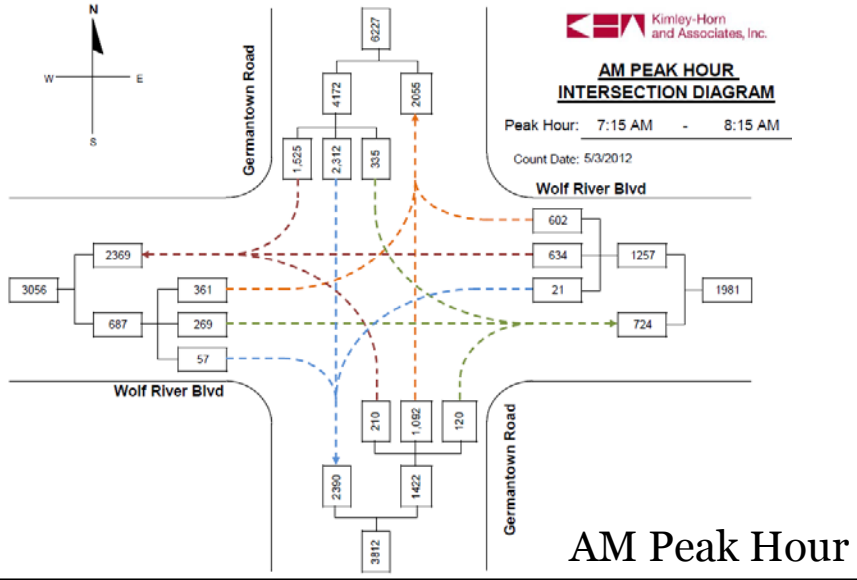 N
W E
S
Germantown Road
6227
4172 2055
1,525 2,312 335
Kimley-Horn
and Associates, Inc.
AM PEAK HOUR
INTERSECTION DIAGRAM
Peak Hour: 7:15 AM - 8:15 AM
Count Date: 5/3/2012
Wolf River Blvd
602
2369 634 1257
3056 361 21 1981
687 269 724
57
Wolf River Blvd
210 1,092 120
2390 1422
3812
Germantown Road
AM Peak Hour